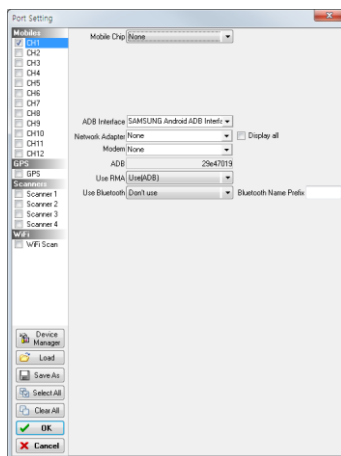 Port Setting
Mobiles
CH1
CH2
CH3
CH4
CH5
CH6
CH7
CH8
CH9
CH10
CH11
CH12
GPS
GPS
Scanners
Scanner 1
Scanner 2
Scanner 3
Scanner 4
WiFi
WiFi Scan
Mobile Chip None
ADB Interface SAMSUNG Android ADB Interfa
Network Adapter None Display all
Modem None
ADB 29e47019
Use RMA Use(ADB)
Use Bluetooth Don't use Bluetooth Name Prefix
Device Manager
Load
Save As
Select All
Clear All
OK
Cancel